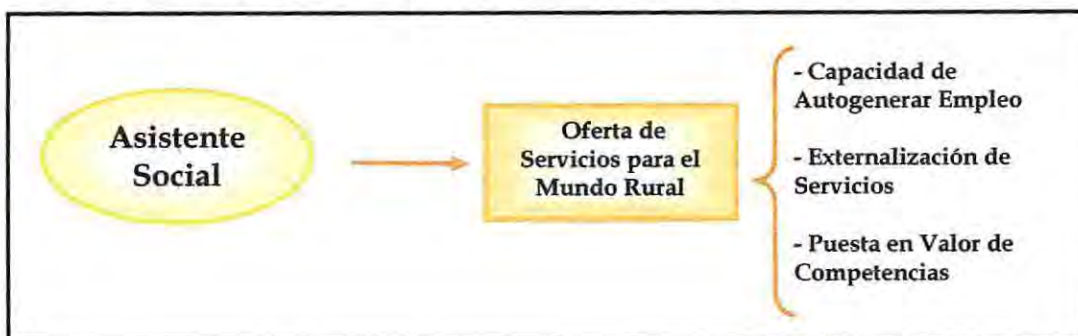 Asistente
Social
Oferta de
Servicios para el
Mundo Rural
- Capacidad de
Autogenerar Empleo
- Externalización de
Servicios
- Puesta en Valor de
Competencias